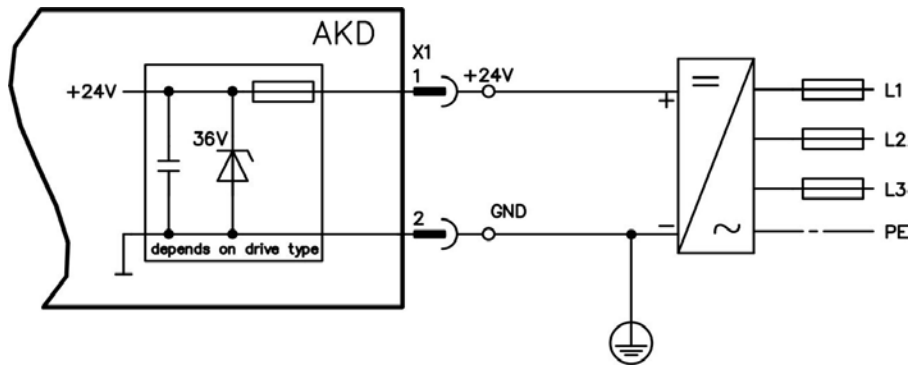 AKD
X1
1
+24V
+24V
36V
depends on drive type
2
GND
+
−
L1
L2
L3
PE